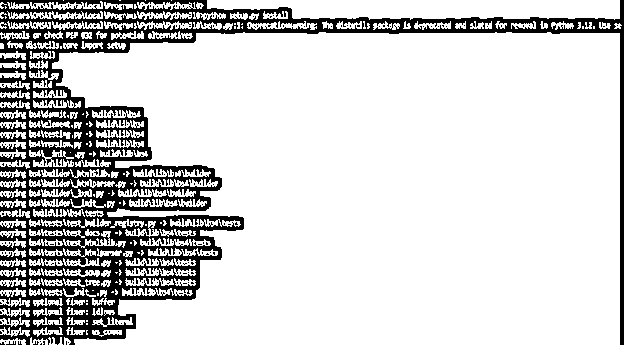 C:\Users\OMSAI\AppData\Local\Programs\Python\Python310>
C:\Users\OMSAI\AppData\Local\Programs\Python\Python310>python setup.py install
C:\Users\OMSAI\AppData\Local\Programs\Python\Python310\setup.py:1: DeprecationWarning: The distutils package is deprecated and slated for removal in Python 3.12. Use se
tuptools or check PEP 632 for potential alternatives
from distutils.core import setup
running install
running build
running build_py
creating build
creating build\lib
creating build\lib\bs4
copying bs4\dammit.py -> build\lib\bs4
copying bs4\element.py -> build\lib\bs4
copying bs4\testing.py -> build\lib\bs4
copying bs4\version.py -> build\lib\bs4
copying bs4\__init__.py -> build\lib\bs4
creating build\lib\bs4\builder
copying bs4\builder\_html5lib.py -> build\lib\bs4\builder
copying bs4\builder\_htmlparser.py -> build\lib\bs4\builder
copying bs4\builder\_lxml.py -> build\lib\bs4\builder
copying bs4\builder\__init__.py -> build\lib\bs4\builder
creating build\lib\bs4\tests
copying bs4\tests\test_builder_registry.py -> build\lib\bs4\tests
copying bs4\tests\test_docs.py -> build\lib\bs4\tests
copying bs4\tests\test_html5lib.py -> build\lib\bs4\tests
copying bs4\tests\test_htmlparser.py -> build\lib\bs4\tests
copying bs4\tests\test_lxml.py -> build\lib\bs4\tests
copying bs4\tests\test_soup.py -> build\lib\bs4\tests
copying bs4\tests\test_tree.py -> build\lib\bs4\tests
copying bs4\tests\__init__.py -> build\lib\bs4\tests
Skipping optional fixer: buffer
Skipping optional fixer: idioms
Skipping optional fixer: set_literal
Skipping optional fixer: ws_comma
running install_lib